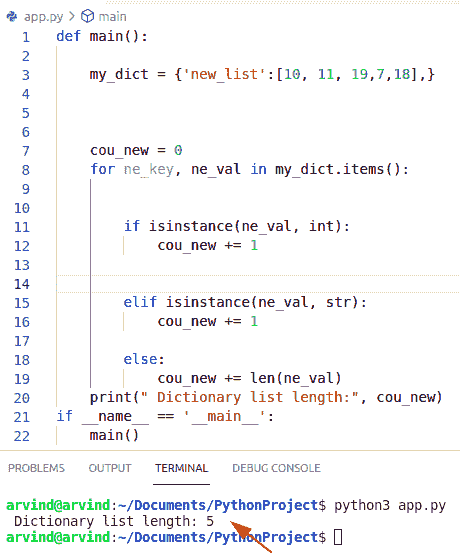 app.py > main
1 def main():
2
3     my_dict = {'new_list':[10, 11, 19,7,18],}
4
5
6
7     cou_new = 0
8     for ne_key, ne_val in my_dict.items():
9
10
11         if isinstance(ne_val, int):
12             cou_new += 1
13
14
15         elif isinstance(ne_val, str):
16             cou_new += 1
17
18         else:
19             cou_new += len(ne_val)
20     print(" Dictionary list length:", cou_new)
21 if __name__ == '__main__':
22     main()
PROBLEMS OUTPUT TERMINAL DEBUG CONSOLE
arvind@arvind:~/Documents/PythonProject$ python3 app.py
 Dictionary list length: 5
arvind@arvind:~/Documents/PythonProject$